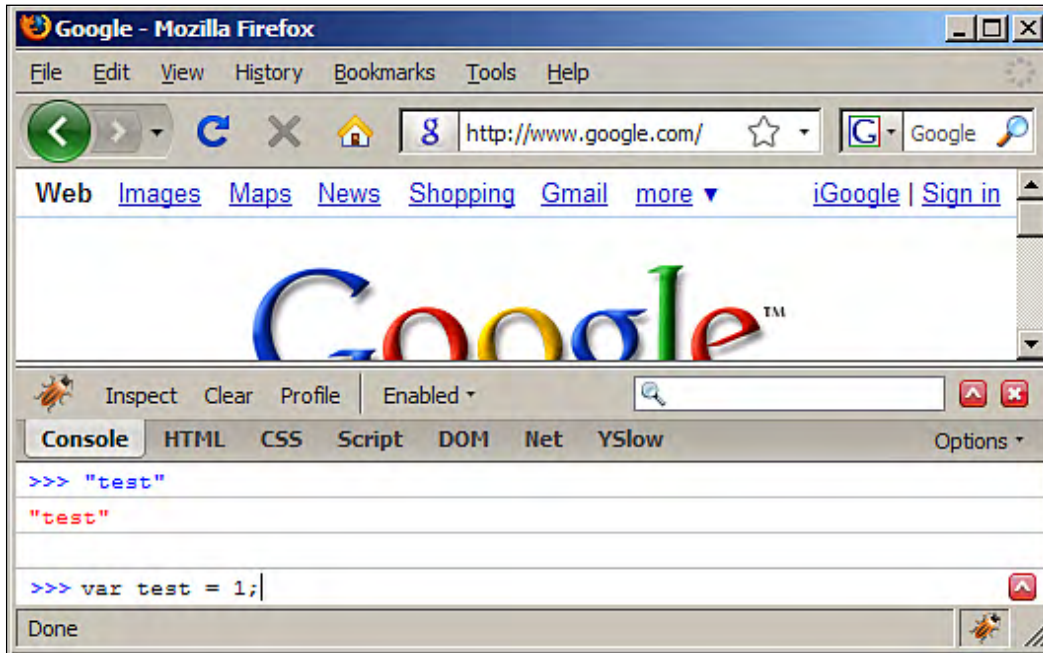 Google - Mozilla Firefox
File Edit View History Bookmarks Tools Help
g http://www.google.com/ G Google
Web Images Maps News Shopping Gmail more ▼ iGoogle | Sign in
Google™
Inspect Clear Profile Enabled
Console HTML CSS Script DOM Net YSlow Options
>>> "test"
"test"
>>> var test = 1;
Done